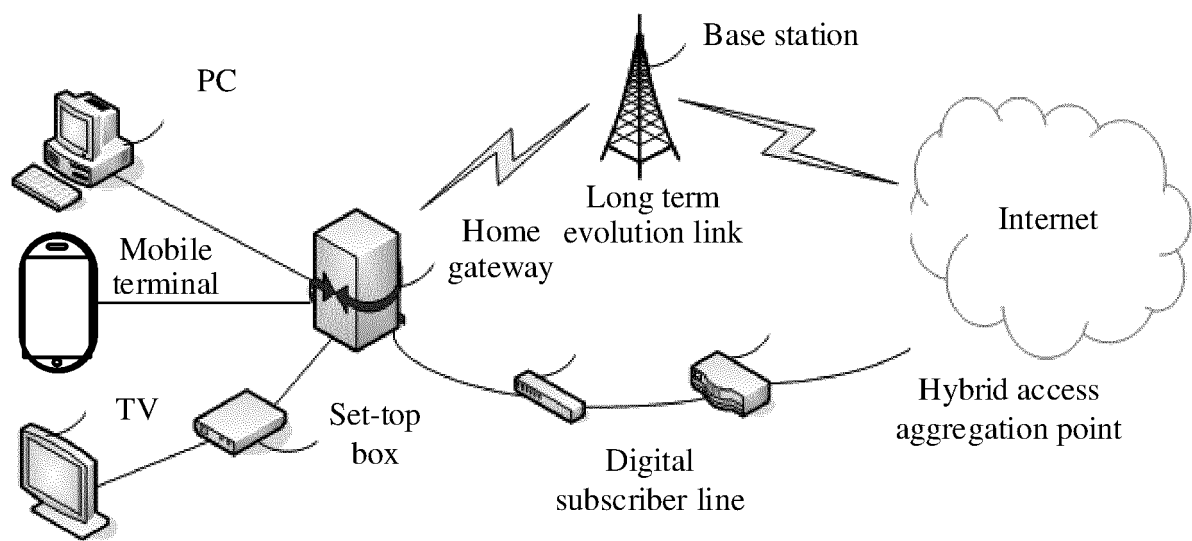 Base station
PC
Long term
evolution link
Internet
Mobile
terminal
Home
gateway
TV
Set-top
box
Digital
subscriber line
Hybrid access
aggregation point